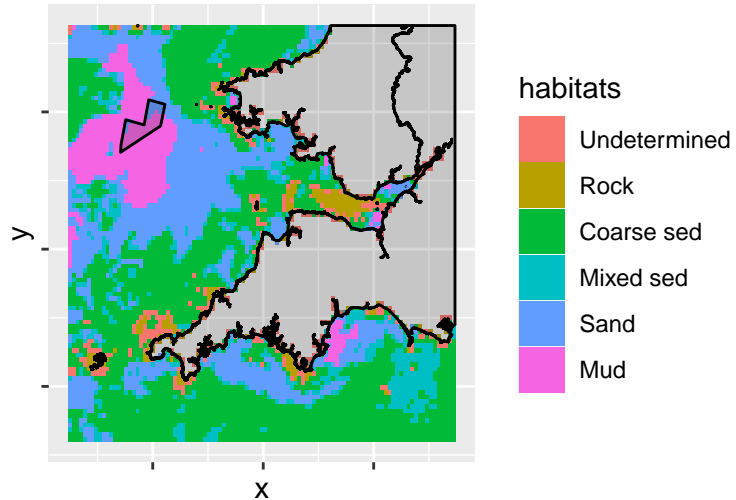 habitats
Undetermined
Rock
Coarse sed
Mixed sed
Sand
Mud
y
x